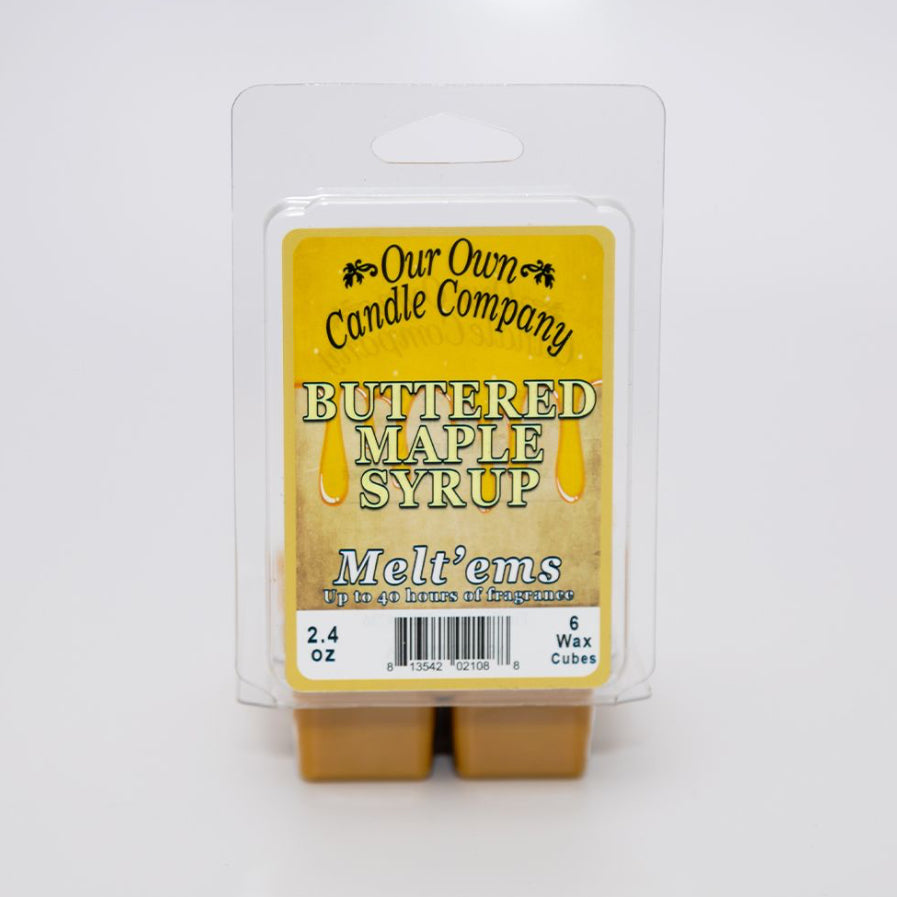 Our Own
Candle Company
BUTTERED
MAPLE
SYRUP
Melt'ems
Up to 40 hours of fragrance
2.4
oz
8 13542 02108 8
6
Wax
Cubes